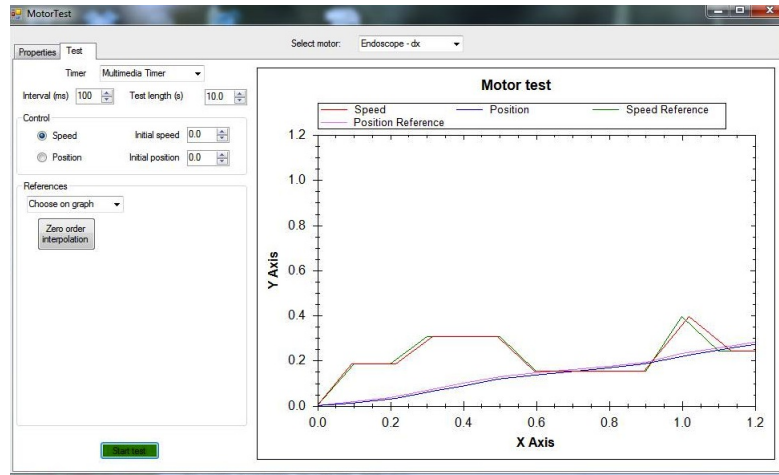 MotorTest
Properties Test
Select motor: Endoscope - dx
Timer Multimedia Timer
Interval (ms) 100 Test length (s) 10.0
Control
Speed Initial speed 0.0
Position Initial position 0.0
References
Choose on graph
Zero order
interpolation
Start test
Motor test
Speed Position Speed Reference
Position Reference
1.2
1.0
0.8
0.6
0.4
0.2
0.0
Y Axis
0.0 0.2 0.4 0.6 0.8 1.0 1.2
X Axis